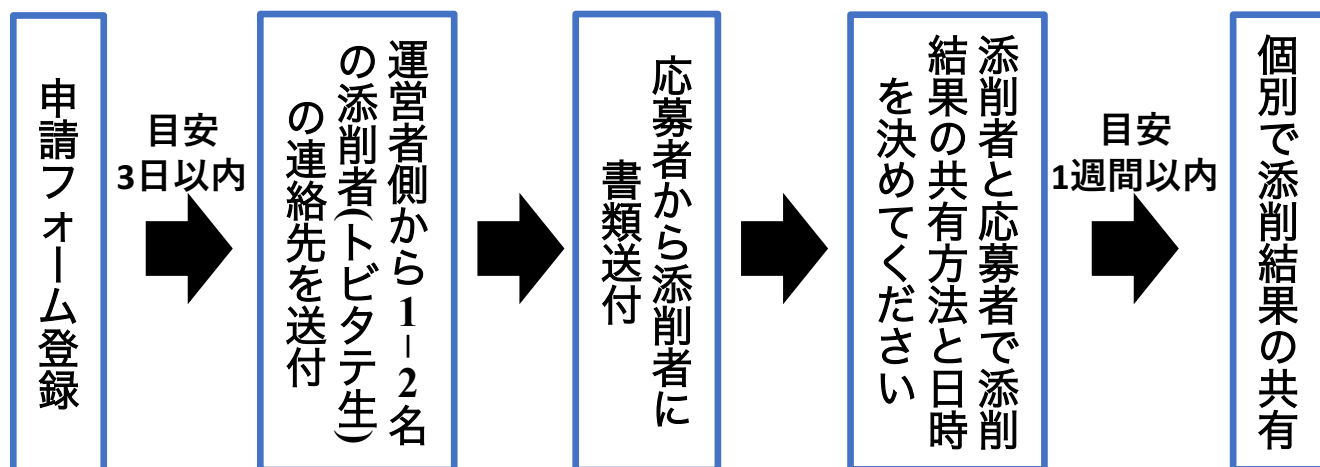 申請フォーム登録
目安
3日以内
運営者側から1−2名
の添削者(トビタテ生)
の連絡先を送付
応募者から添削者に
書類送付
添削者と応募者で添削
結果の共有方法と日時
を決めてください
目安
1週間以内
個別で添削結果の共有